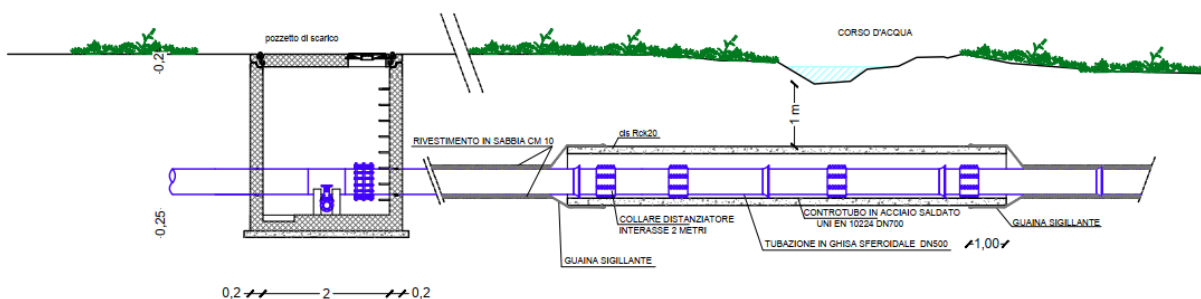 pozzetto di scarico
CORSO D'ACQUA
0,2
1 m
cls Rck20
RIVESTIMENTO IN SABBIA CM 10
0,25
COLLARE DISTANZIATORE
INTERASSE 2 METRI
CONTROTUBO IN ACCIAIO SALDATO
UNI EN 10224 DN700
GUAINA SIGILLANTE
TUBAZIONE IN GHISA SFEROIDALE DN500
1,00
GUAINA SIGILLANTE
0,2
2
0,2